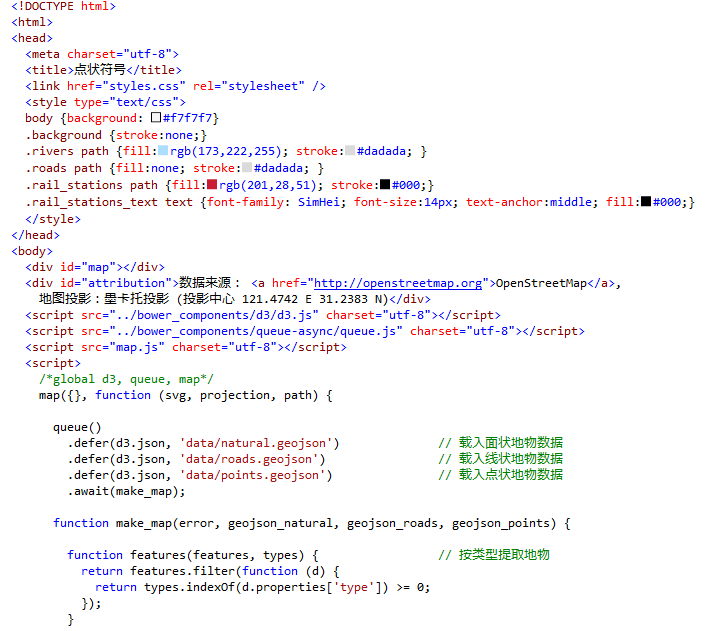 <!DOCTYPE html>
<html>
<head>
  <meta charset="utf-8">
  <title>点状符号</title>
  <link href="styles.css" rel="stylesheet" />
  <style type="text/css">
  body {background: #f7f7f7}
  .background {stroke:none;}
  .rivers path {fill:rgb(173,222,255); stroke:#dadada; }
  .roads path {fill:none; stroke:#dadada; }
  .rail_stations path {fill:rgb(201,28,51); stroke:#000;}
  .rail_stations_text text {font-family: SimHei; font-size:14px; text-anchor:middle; fill:#000;}
  </style>
</head>
<body>
  <div id="map"></div>
  <div id="attribution">数据来源: <a href="http://openstreetmap.org">OpenStreetMap</a>,
    地图投影：墨卡托投影 (投影中心 121.4742 E 31.2383 N)</div>
  <script src="../bower_components/d3/d3.js" charset="utf-8"></script>
  <script src="../bower_components/queue-async/queue.js" charset="utf-8"></script>
  <script src="map.js" charset="utf-8"></script>
  <script>
    /*global d3, queue, map*/
    map({}, function (svg, projection, path) {

      queue()
        .defer(d3.json, 'data/natural.geojson')              // 载入面状地物数据
        .defer(d3.json, 'data/roads.geojson')                // 载入线状地物数据
        .defer(d3.json, 'data/points.geojson')               // 载入点状地物数据
        .await(make_map);

      function make_map(error, geojson_natural, geojson_roads, geojson_points) {

        function features(features, types) {                 // 按类型提取地物
          return features.filter(function (d) {
            return types.indexOf(d.properties['type']) >= 0;
          });
        }